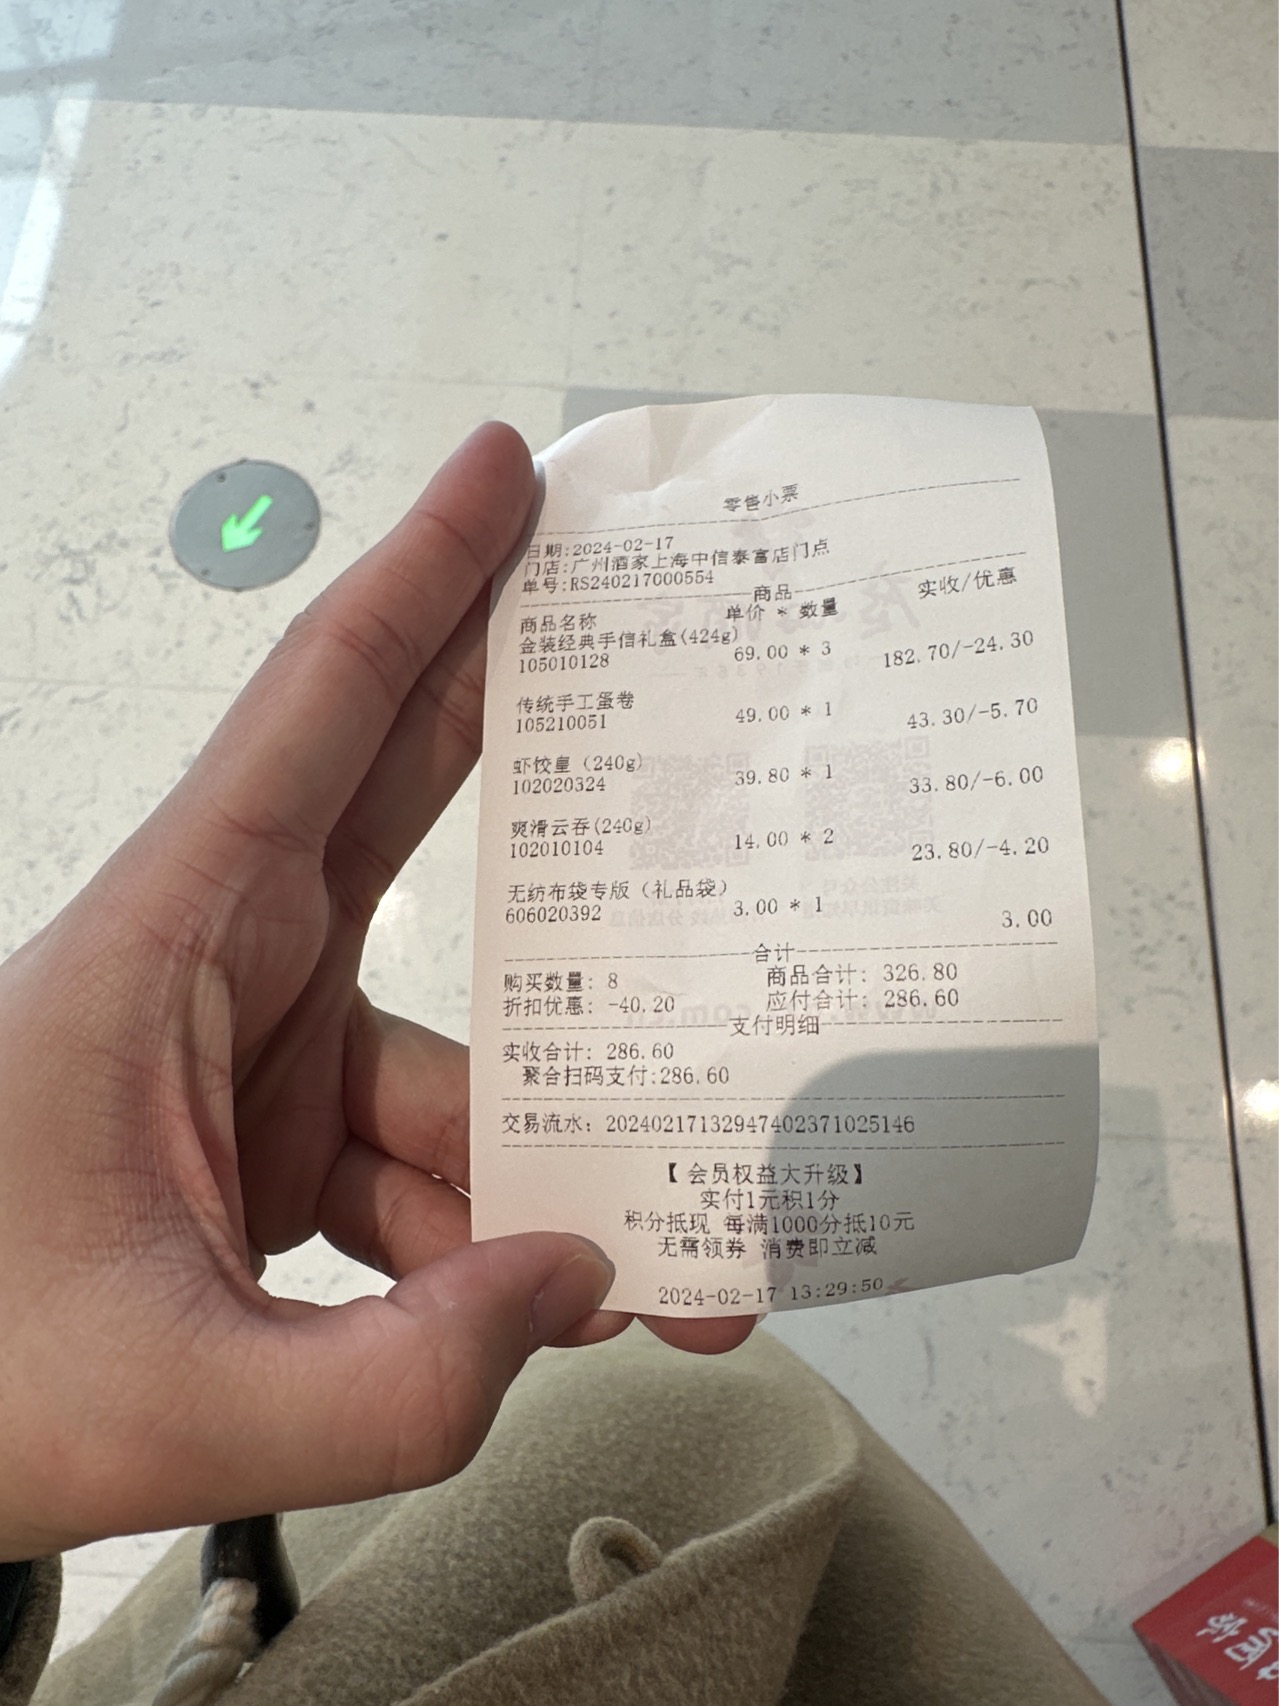 零售小票
日期:2024-02-17
门店:广州酒家上海中信泰富店门点
单号:RS240217000554
商品
商品名称 单价 * 数量 实收/优惠
金装经典手信礼盒(424g)
105010128 69.00 * 3 182.70/-24.30
传统手工蛋卷
105210051 49.00 * 1 43.30/-5.70
虾饺皇（240g)
102020324 39.80 * 1 33.80/-6.00
爽滑云吞(240g)
102010104 14.00 * 2 23.80/-4.20
无纺布袋专版（礼品袋）
606020392 3.00 * 1 3.00
合计
购买数量: 8 商品合计: 326.80
折扣优惠: -40.20 应付合计: 286.60
支付明细
实收合计: 286.60
聚合扫码支付:286.60
交易流水: 20240217132947402371025146
【 会员权益大升级】
实付1元积1分
积分抵现 每满1000分抵10元
无需领券 消费即立减
2024-02-17 13:29:50